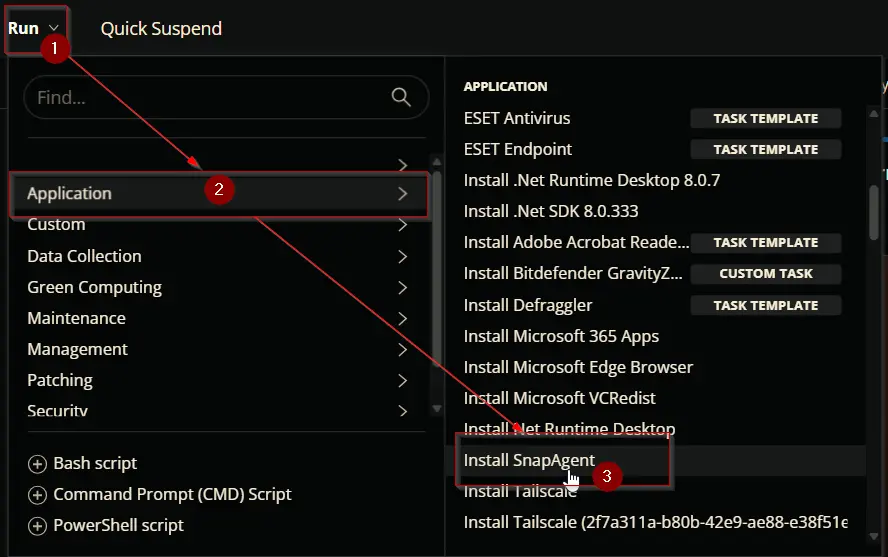 Run
Quick Suspend
1
Find...
2
Application
Custom
Data Collection
Green Computing
Maintenance
Management
Patching
Security
Bash script
Command Prompt (CMD) Script
PowerShell script
APPLICATION
ESET Antivirus TASK TEMPLATE
ESET Endpoint TASK TEMPLATE
Install .Net Runtime Desktop 8.0.7
Install .Net SDK 8.0.333
Install Adobe Acrobat Reade... TASK TEMPLATE
Install Bitdefender GravityZ... CUSTOM TASK
Install Defraggler TASK TEMPLATE
Install Microsoft 365 Apps
Install Microsoft Edge Browser
Install Microsoft VCRedist
Install Net Runtime Desktop
Install SnapAgent
3
Install Tailscale
Install Tailscale (2f7a311a-b80b-42e9-ae88-e38f51e